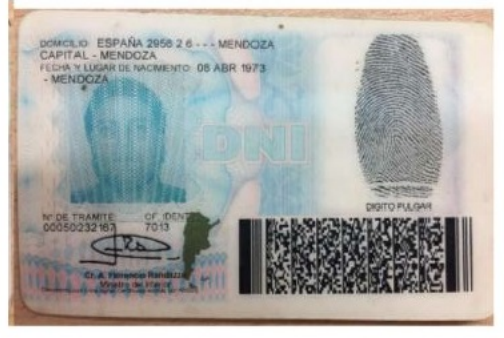 DOMICILIO: ESPAÑA 2958 2 6 - - - MENDOZA
CAPITAL - MENDOZA
FECHA Y LUGAR DE NACIMIENTO: 08 ABR 1973
- MENDOZA
DNI
DIGITO PULGAR
N° DE TRAMITE OF. IDENT
00050232167 7013
Cr. A. Florencio Randazzo
Ministro del Interior